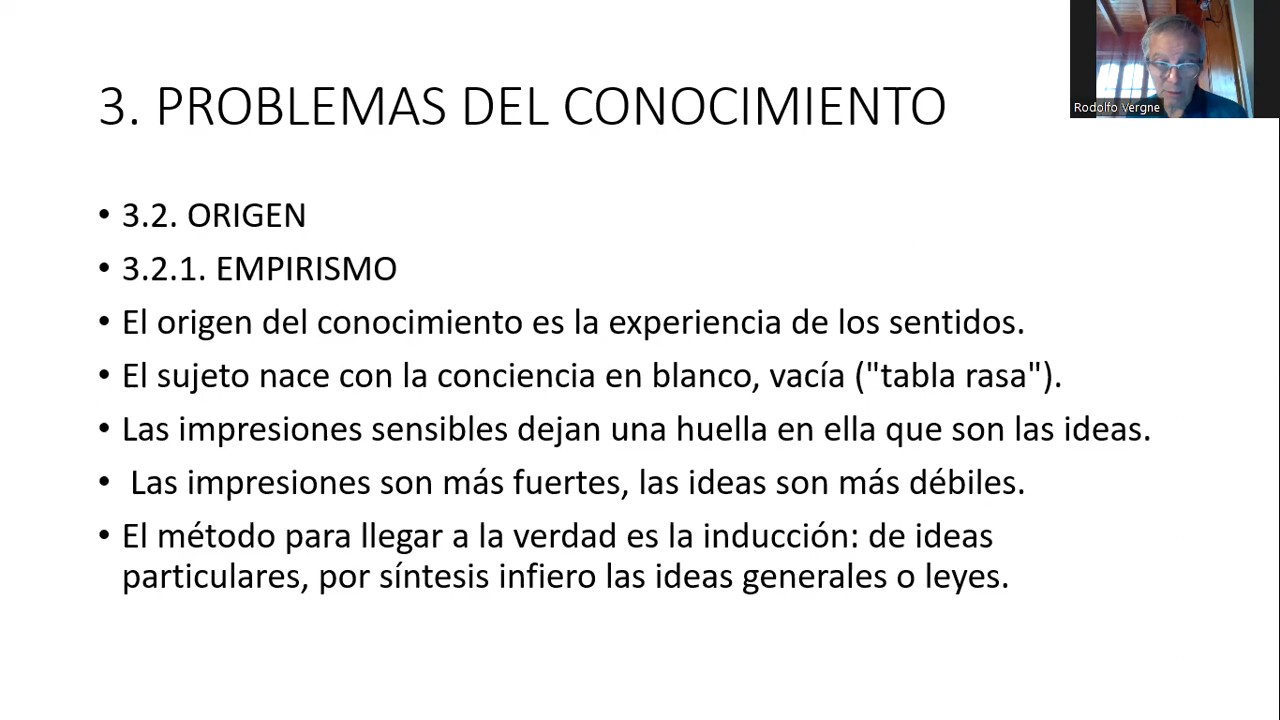 3. PROBLEMAS DEL CONOCIMIENTO
Rodolfo Vergne
• 3.2. ORIGEN
• 3.2.1. EMPIRISMO
• El origen del conocimiento es la experiencia de los sentidos.
• El sujeto nace con la conciencia en blanco, vacía ("tabla rasa").
• Las impresiones sensibles dejan una huella en ella que son las ideas.
• Las impresiones son más fuertes, las ideas son más débiles.
• El método para llegar a la verdad es la inducción: de ideas
particulares, por síntesis infiero las ideas generales o leyes.